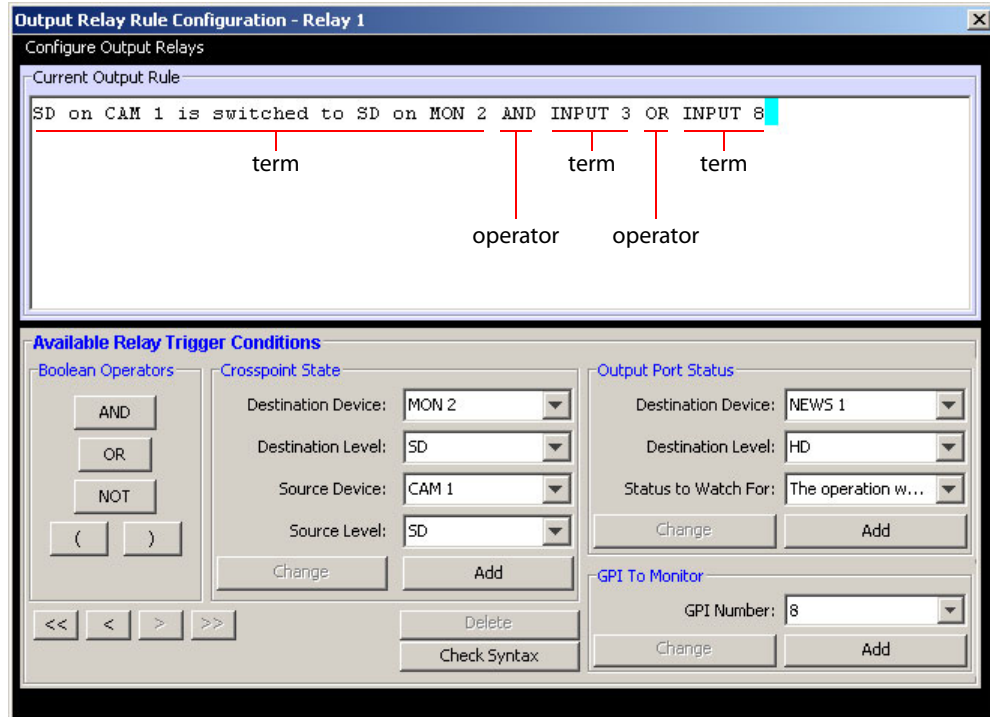 Output Relay Rule Configuration - Relay 1
Configure Output Relays
Current Output Rule
SD on CAM 1 is switched to SD on MON 2 AND INPUT 3 OR INPUT 8
term term term
operator operator
Available Relay Trigger Conditions
Boolean Operators
AND
OR
NOT
( )
Crosspoint State
Destination Device: MON 2
Destination Level: SD
Source Device: CAM 1
Source Level: SD
Change Add
Output Port Status
Destination Device: NEWS 1
Destination Level: HD
Status to Watch For: The operation w...
Change Add
GPI To Monitor
GPI Number: 8
Change Add
<< < > >>
Delete
Check Syntax